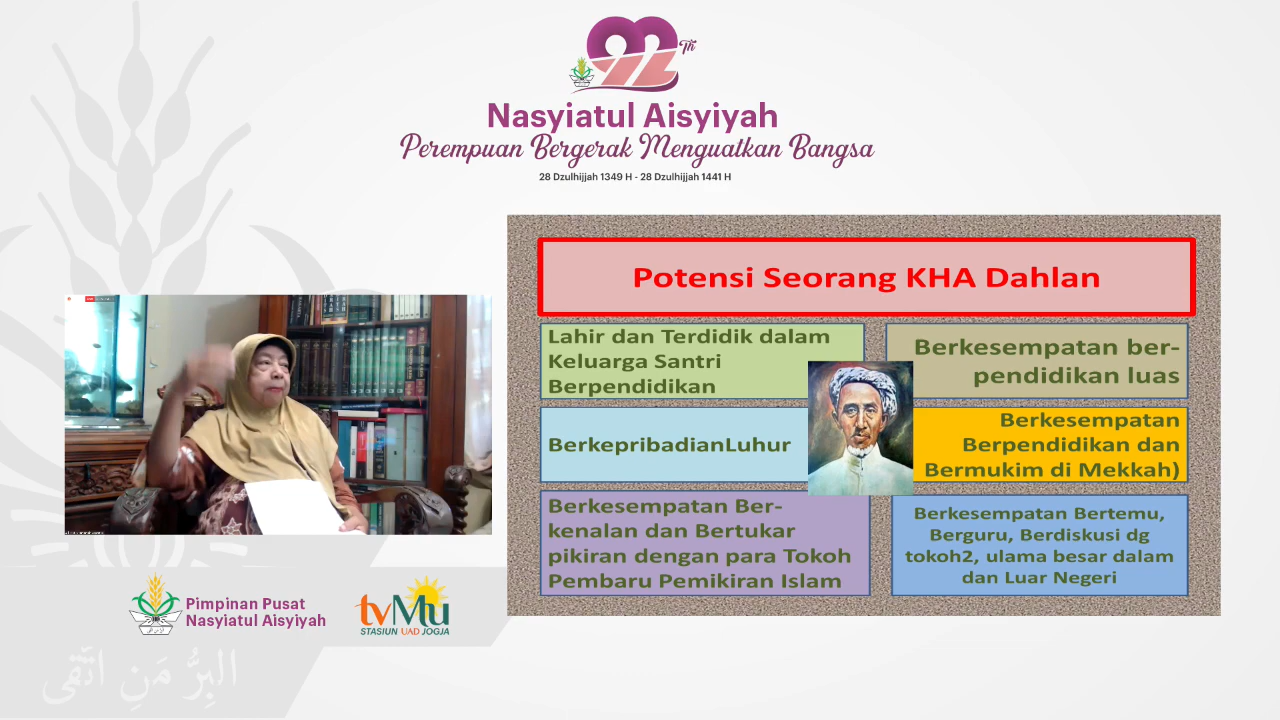 92 Th
Nasyiatul Aisyiyah
Perempuan Bergerak Menguatkan Bangsa
28 Dzulhijjah 1349 H - 28 Dzulhijjah 1441 H
Potensi Seorang KHA Dahlan
Lahir dan Terdidik dalam
Keluarga Santri
Berpendidikan
Berkesempatan ber-
pendidikan luas
BerkepribadianLuhur
Berkesempatan
Berpendidikan dan
Bermukim di Mekkah)
Berkesempatan Ber-
kenalan dan Bertukar
pikiran dengan para Tokoh
Pembaru Pemikiran Islam
Berkesempatan Bertemu,
Berguru, Berdiskusi dg
tokoh2, ulama besar dalam
dan Luar Negeri
Pimpinan Pusat
Nasyiatul Aisyiyah
tvMu
STASIUN UAD JOGJA
البِرُّ مَنِ اتَّقَى